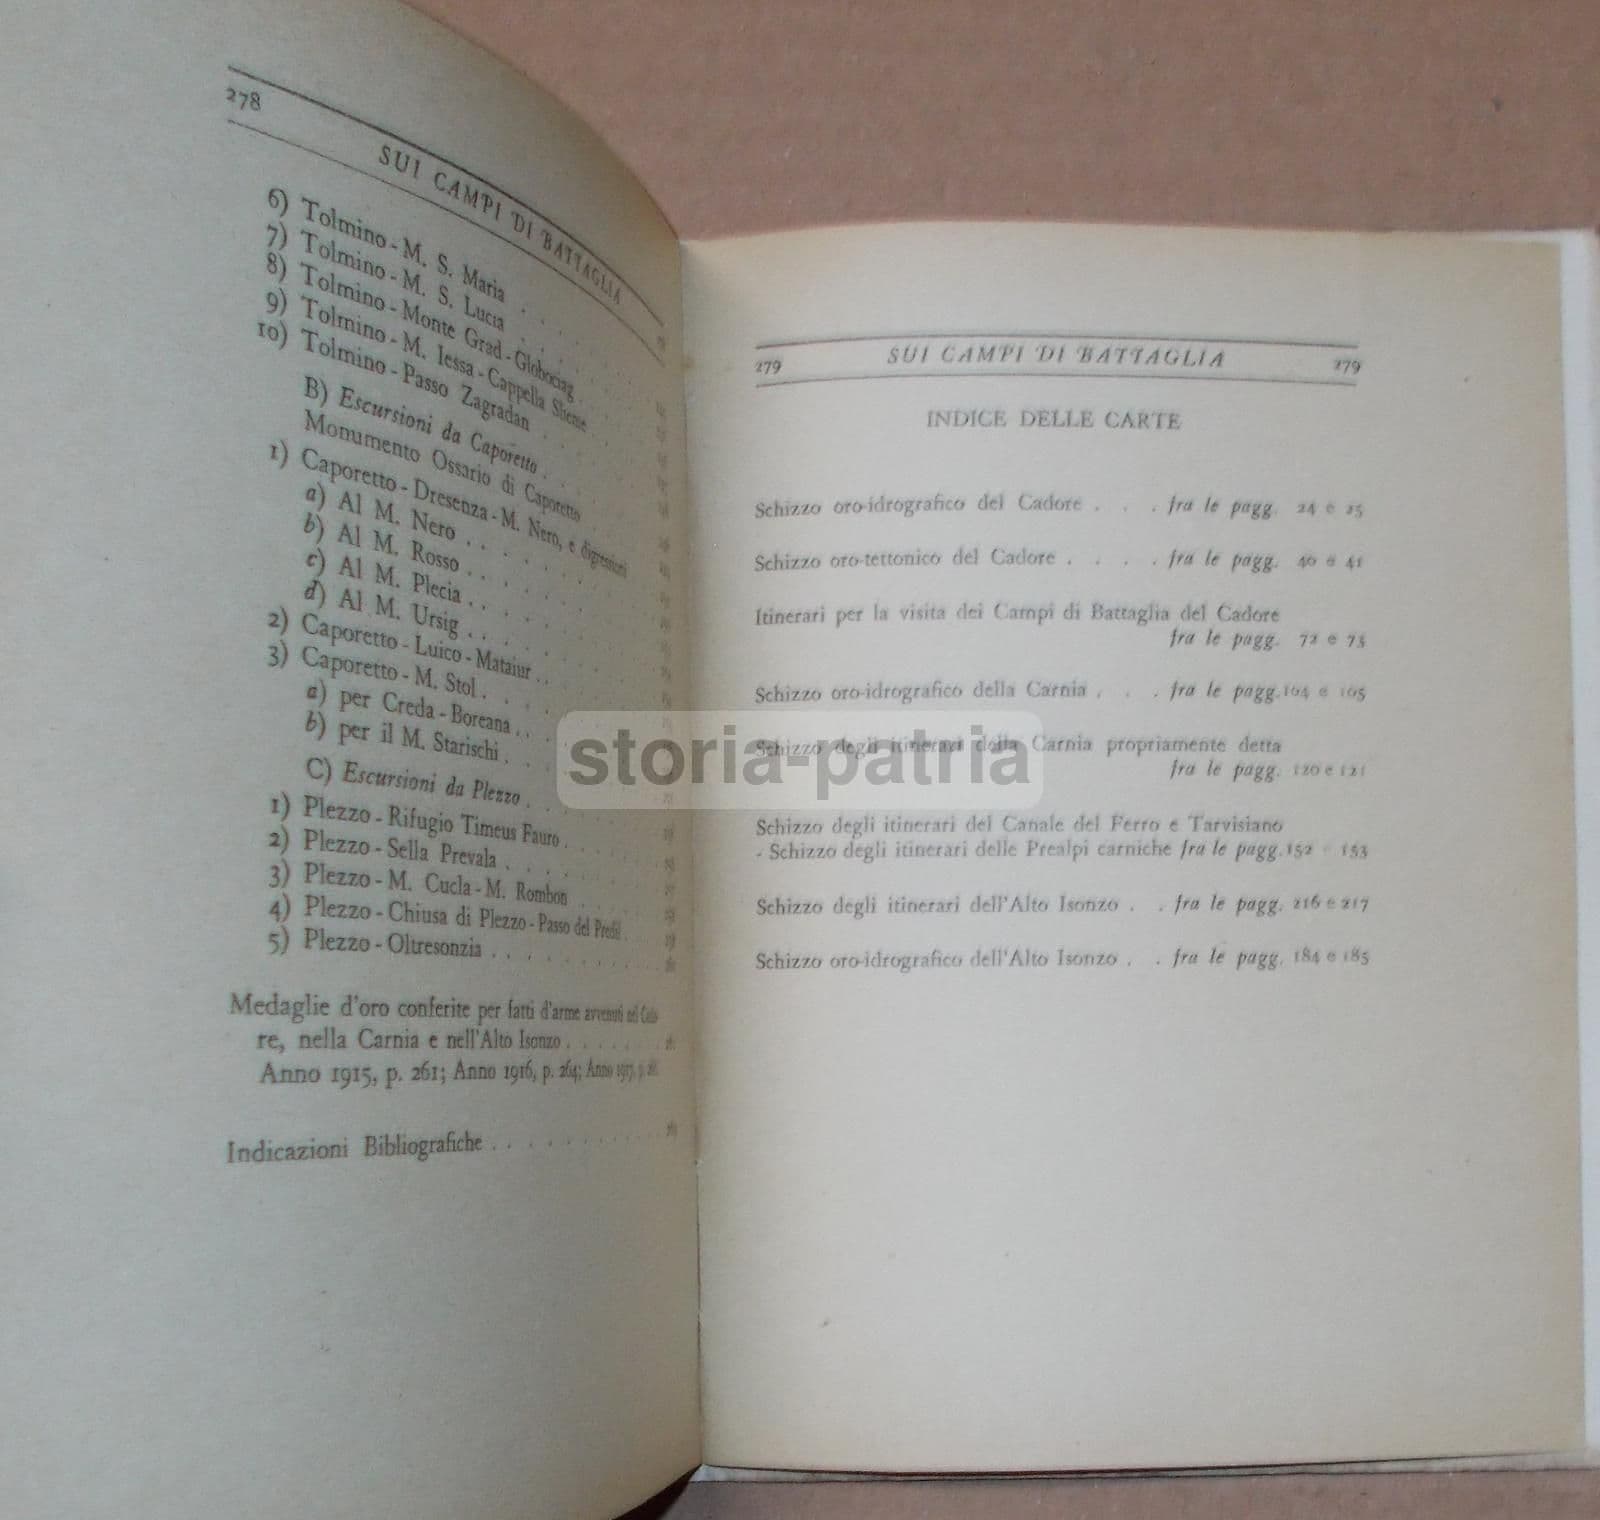 278
SUI CAMPI DI BATTAGLIA
6) Tolmino - M. S. Maria
7) Tolmino - M. S. Lucia
8) Tolmino - Monte Grad - Globociag
9) Tolmino - M. Iessa - Cappella Sleme
10) Tolmino - Passo Zagradan
B) Escursioni da Caporetto
Monumento Ossario di Caporetto
1) Caporetto - Dresenza - M. Nero, e digressioni
a) Al M. Nero
b) Al M. Rosso
c) Al M. Plecia
d) Al M. Ursig
2) Caporetto - Luico - Mataiur
3) Caporetto - M. Stol
a) per Creda - Boreana
b) per il M. Starischi
C) Escursioni da Plezzo
1) Plezzo - Rifugio Timeus Fauro
2) Plezzo - Sella Prevala
3) Plezzo - M. Cucla - M. Rombon
4) Plezzo - Chiusa di Plezzo - Passo del Predil
5) Plezzo - Oltresonzia
Medaglie d'oro conferite per fatti d'arme avvenuti nel Cado-
re, nella Carnia e nell'Alto Isonzo
Anno 1915, p. 261; Anno 1916, p. 264; Anno 1917, p.
Indicazioni Bibliografiche
279 SUI CAMPI DI BATTAGLIA 279
INDICE DELLE CARTE
Schizzo oro-idrografico del Cadore . . . fra le pagg. 24 e 25
Schizzo oro-tettonico del Cadore . . . . fra le pagg. 40 e 41
Itinerari per la visita dei Campi di Battaglia del Cadore
fra le pagg. 72 e 73
Schizzo oro-idrografico della Carnia . . . fra le pagg. 104 e 105
Schizzo degli itinerari della Carnia propriamente detta
fra le pagg. 120 e 121
Schizzo degli itinerari del Canale del Ferro e Tarvisiano
- Schizzo degli itinerari delle Prealpi carniche fra le pagg. 152 e 153
Schizzo degli itinerari dell'Alto Isonzo . . fra le pagg. 216 e 217
Schizzo oro-idrografico dell'Alto Isonzo . . fra le pagg. 184 e 185
storia-patria